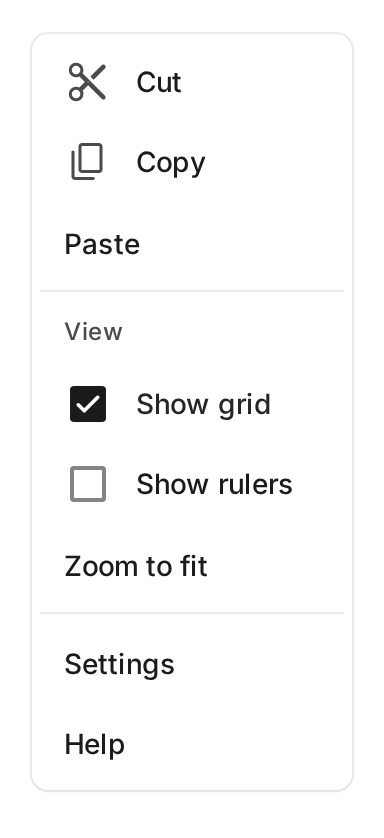 Cut
Copy
Paste
View
Show grid
Show rulers
Zoom to fit
Settings
Help